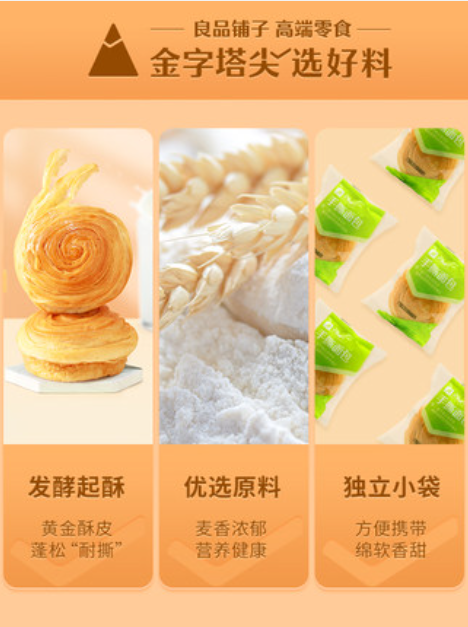 良品铺子 高端零食
金字塔尖 选好料
发酵起酥
黄金酥皮
蓬松“耐撕”
优选原料
麦香浓郁
营养健康
独立小袋
方便携带
绵软香甜